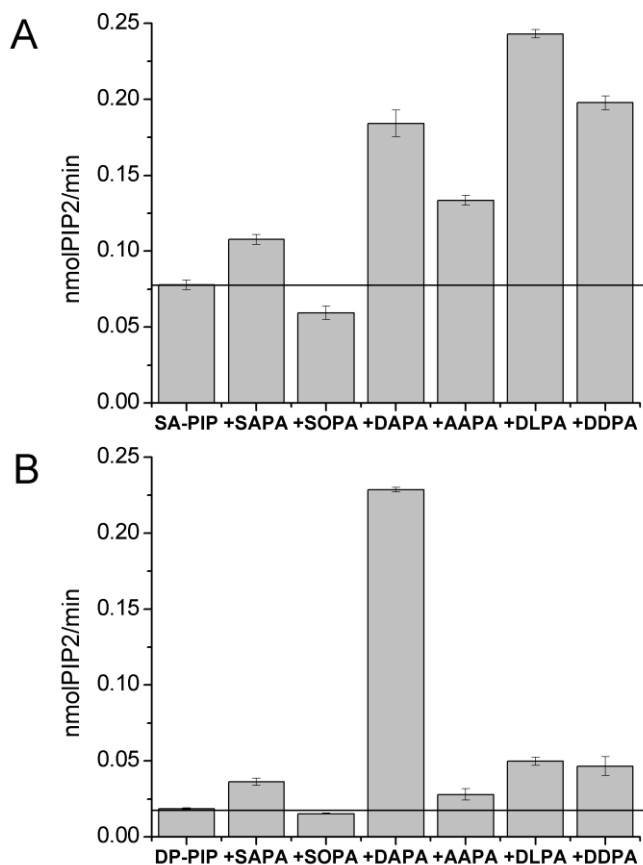 A
0.25
0.20
0.15
0.10
0.05
0.00
nmolPIP2/min
SA-PIP +SAPA +SOPA +DAPA +AAPA +DLPA +DDPA
B
0.25
0.20
0.15
0.10
0.05
0.00
nmolPIP2/min
DP-PIP +SAPA +SOPA +DAPA +AAPA +DLPA +DDPA